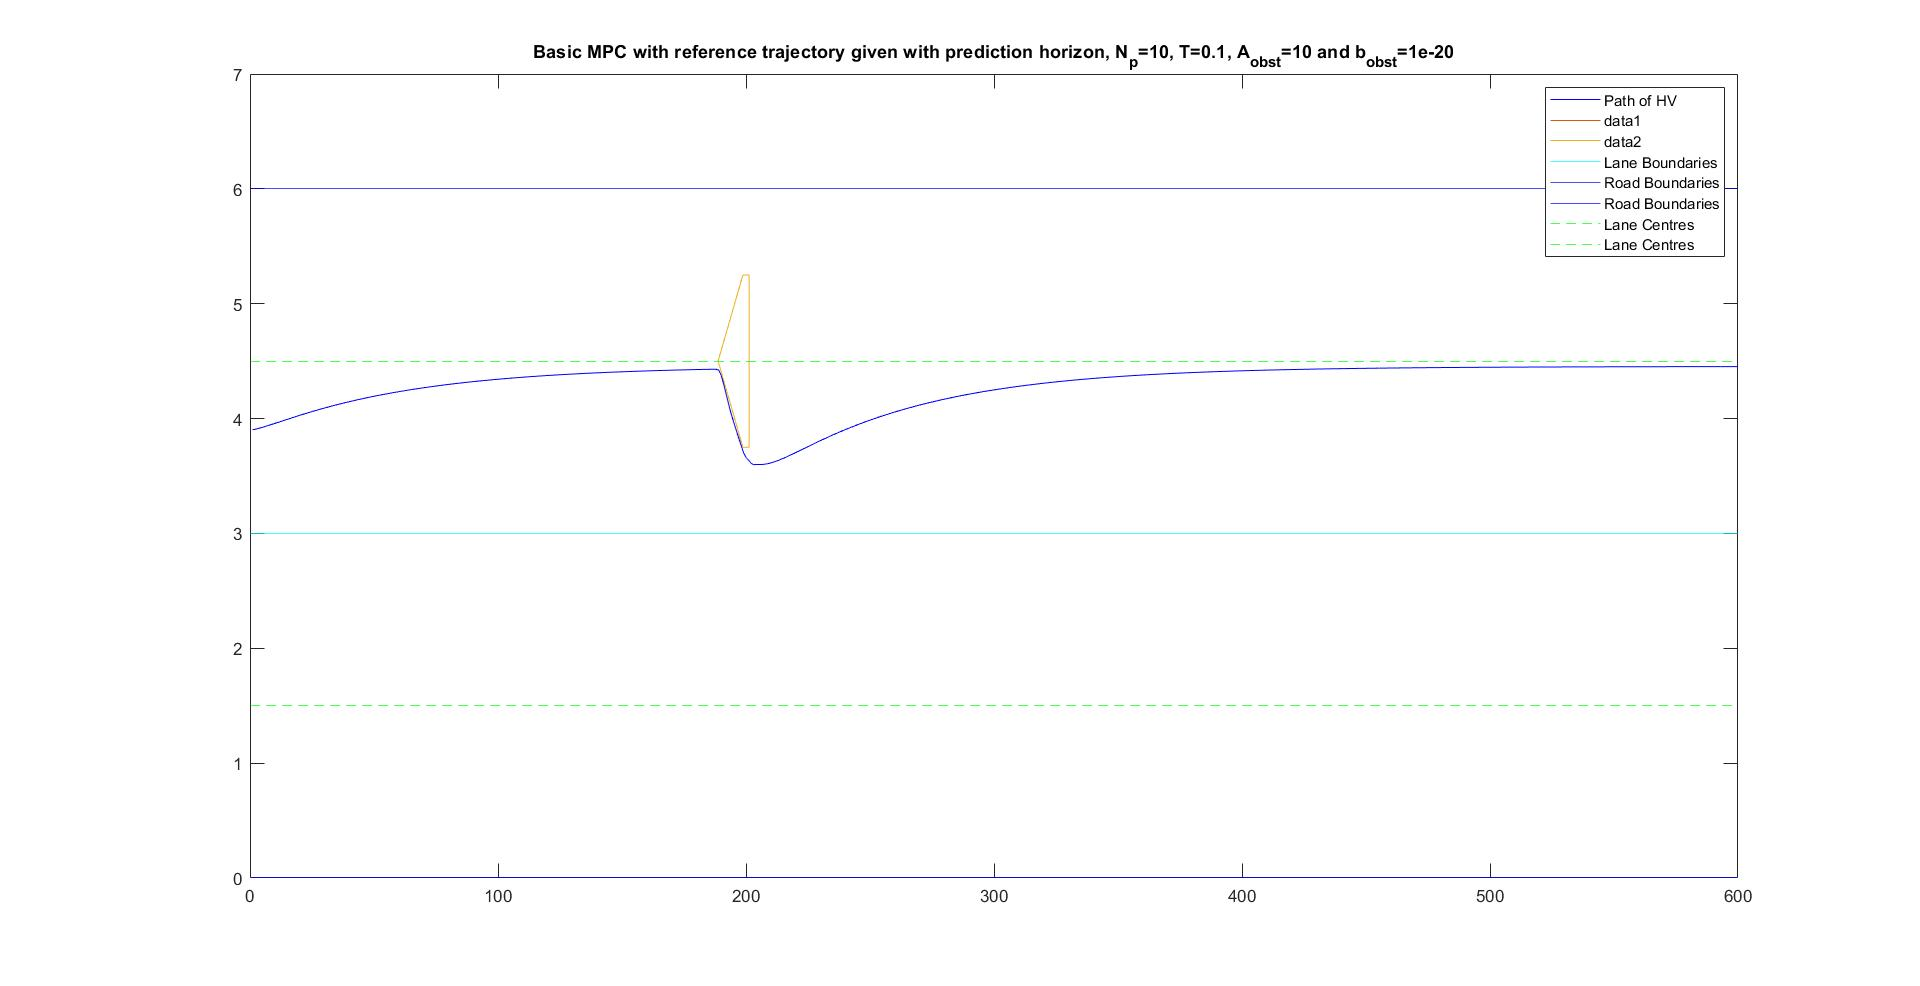 Basic MPC with reference trajectory given with prediction horizon, Np=10, T=0.1, Aobst=10 and bobst=1e-20
7
6
5
4
3
2
1
0
0 100 200 300 400 500 600
Path of HV
data1
data2
Lane Boundaries
Road Boundaries
Road Boundaries
Lane Centres
Lane Centres